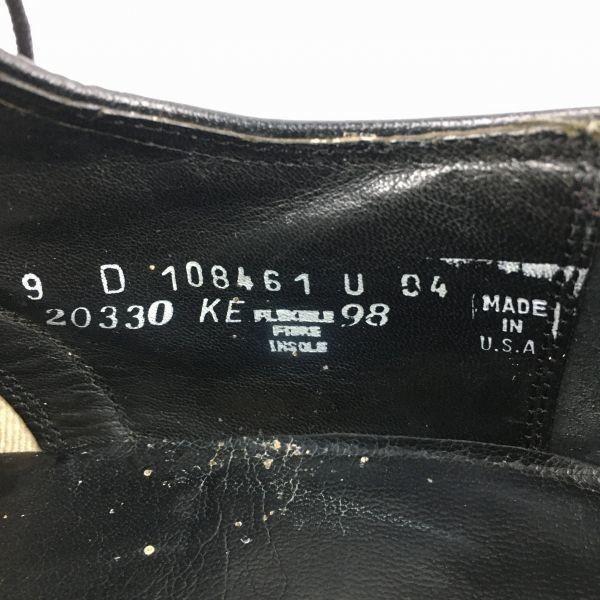 9 D 108461 U 04
20330 KE FLEXIBLE 98
FIBRE
INSOLE
MADE
IN
U.S.A